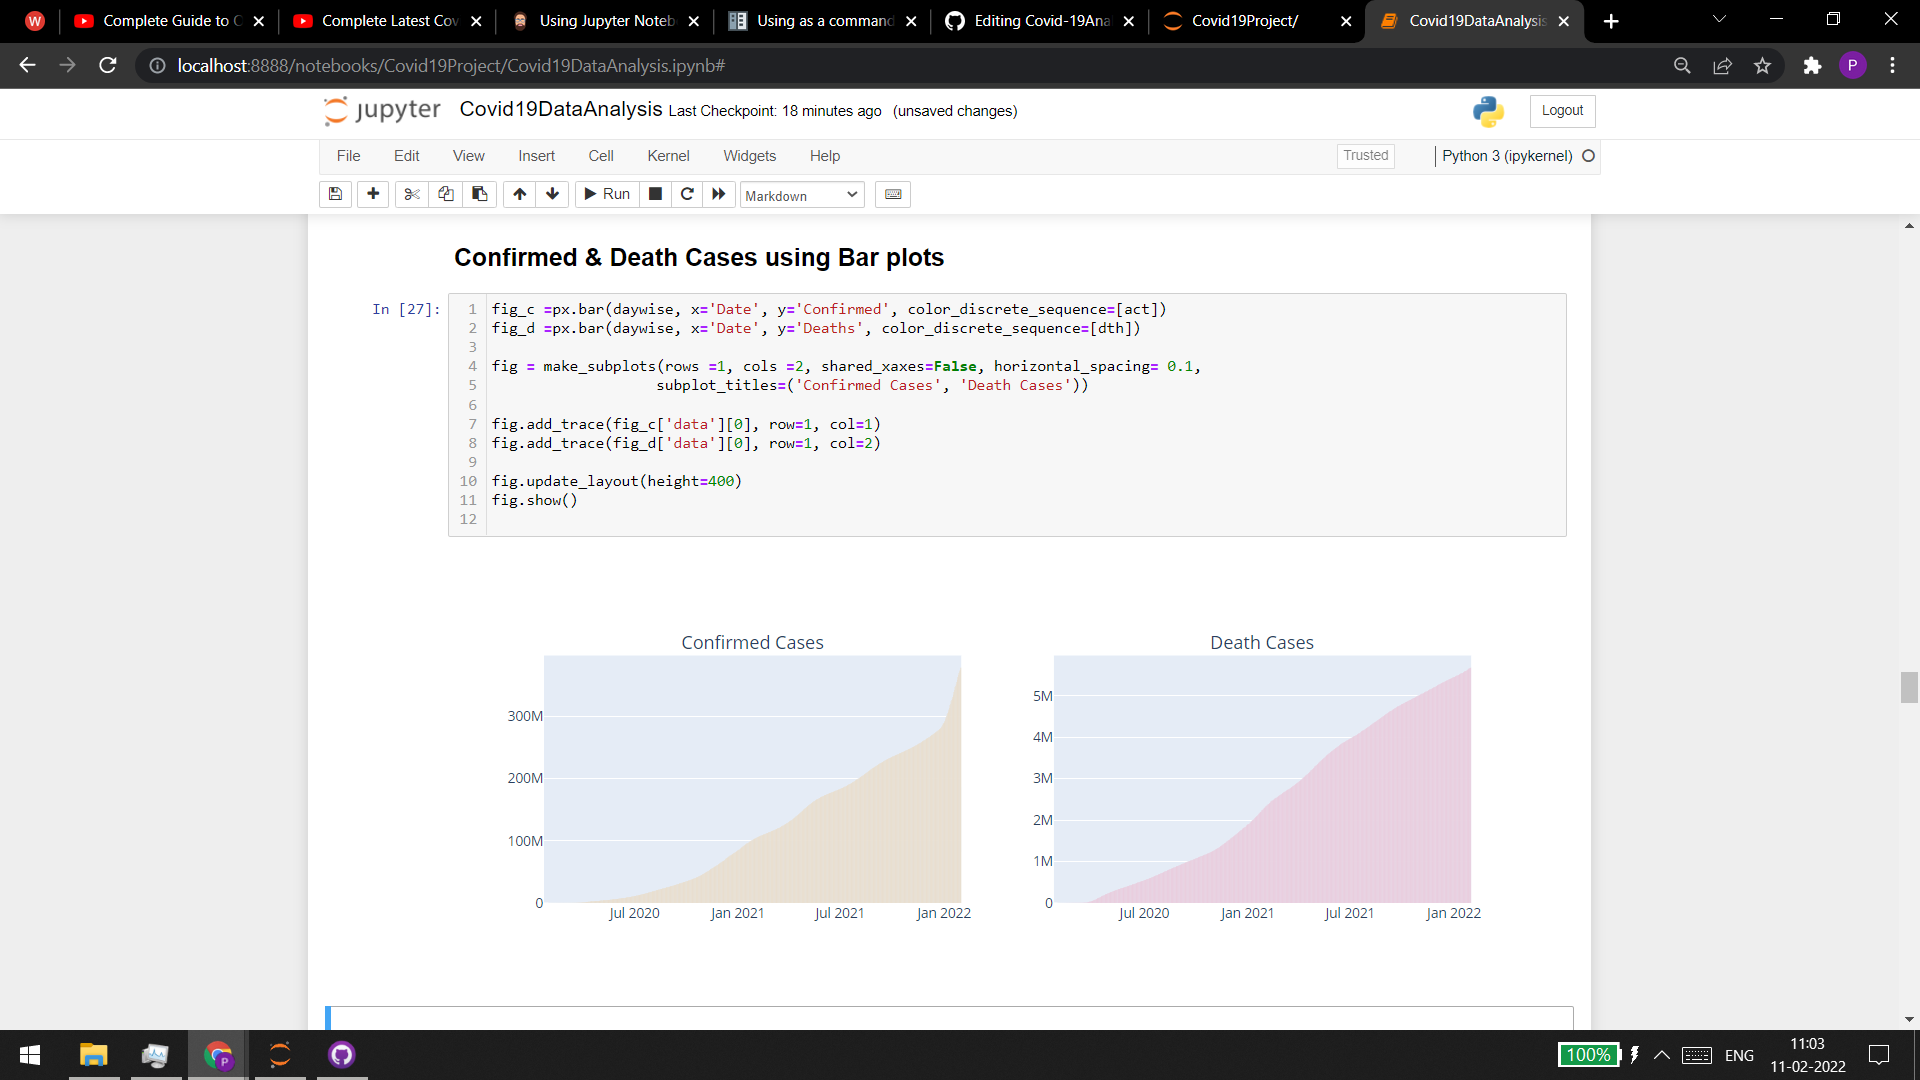 Complete Guide to C
Complete Latest Cov
Using Jupyter Noteb
Using as a command
Editing Covid-19Ana
Covid19Project/
Covid19DataAnalysis
localhost:8888/notebooks/Covid19Project/Covid19DataAnalysis.ipynb#
P
jupyter Covid19DataAnalysis Last Checkpoint: 18 minutes ago (unsaved changes)
Logout
File Edit View Insert Cell Kernel Widgets Help
Trusted
Python 3 (ipykernel)
Run
Markdown
Confirmed & Death Cases using Bar plots
In [27]:
1 fig_c =px.bar(daywise, x='Date', y='Confirmed', color_discrete_sequence=[act])
2 fig_d =px.bar(daywise, x='Date', y='Deaths', color_discrete_sequence=[dth])
3
4 fig = make_subplots(rows =1, cols =2, shared_xaxes=False, horizontal_spacing= 0.1,
5 subplot_titles=('Confirmed Cases', 'Death Cases'))
6
7 fig.add_trace(fig_c['data'][0], row=1, col=1)
8 fig.add_trace(fig_d['data'][0], row=1, col=2)
9
10 fig.update_layout(height=400)
11 fig.show()
12
Confirmed Cases
300M
200M
100M
0
Jul 2020 Jan 2021 Jul 2021 Jan 2022
Death Cases
5M
4M
3M
2M
1M
0
Jul 2020 Jan 2021 Jul 2021 Jan 2022
P
100%
ENG
11:03
11-02-2022